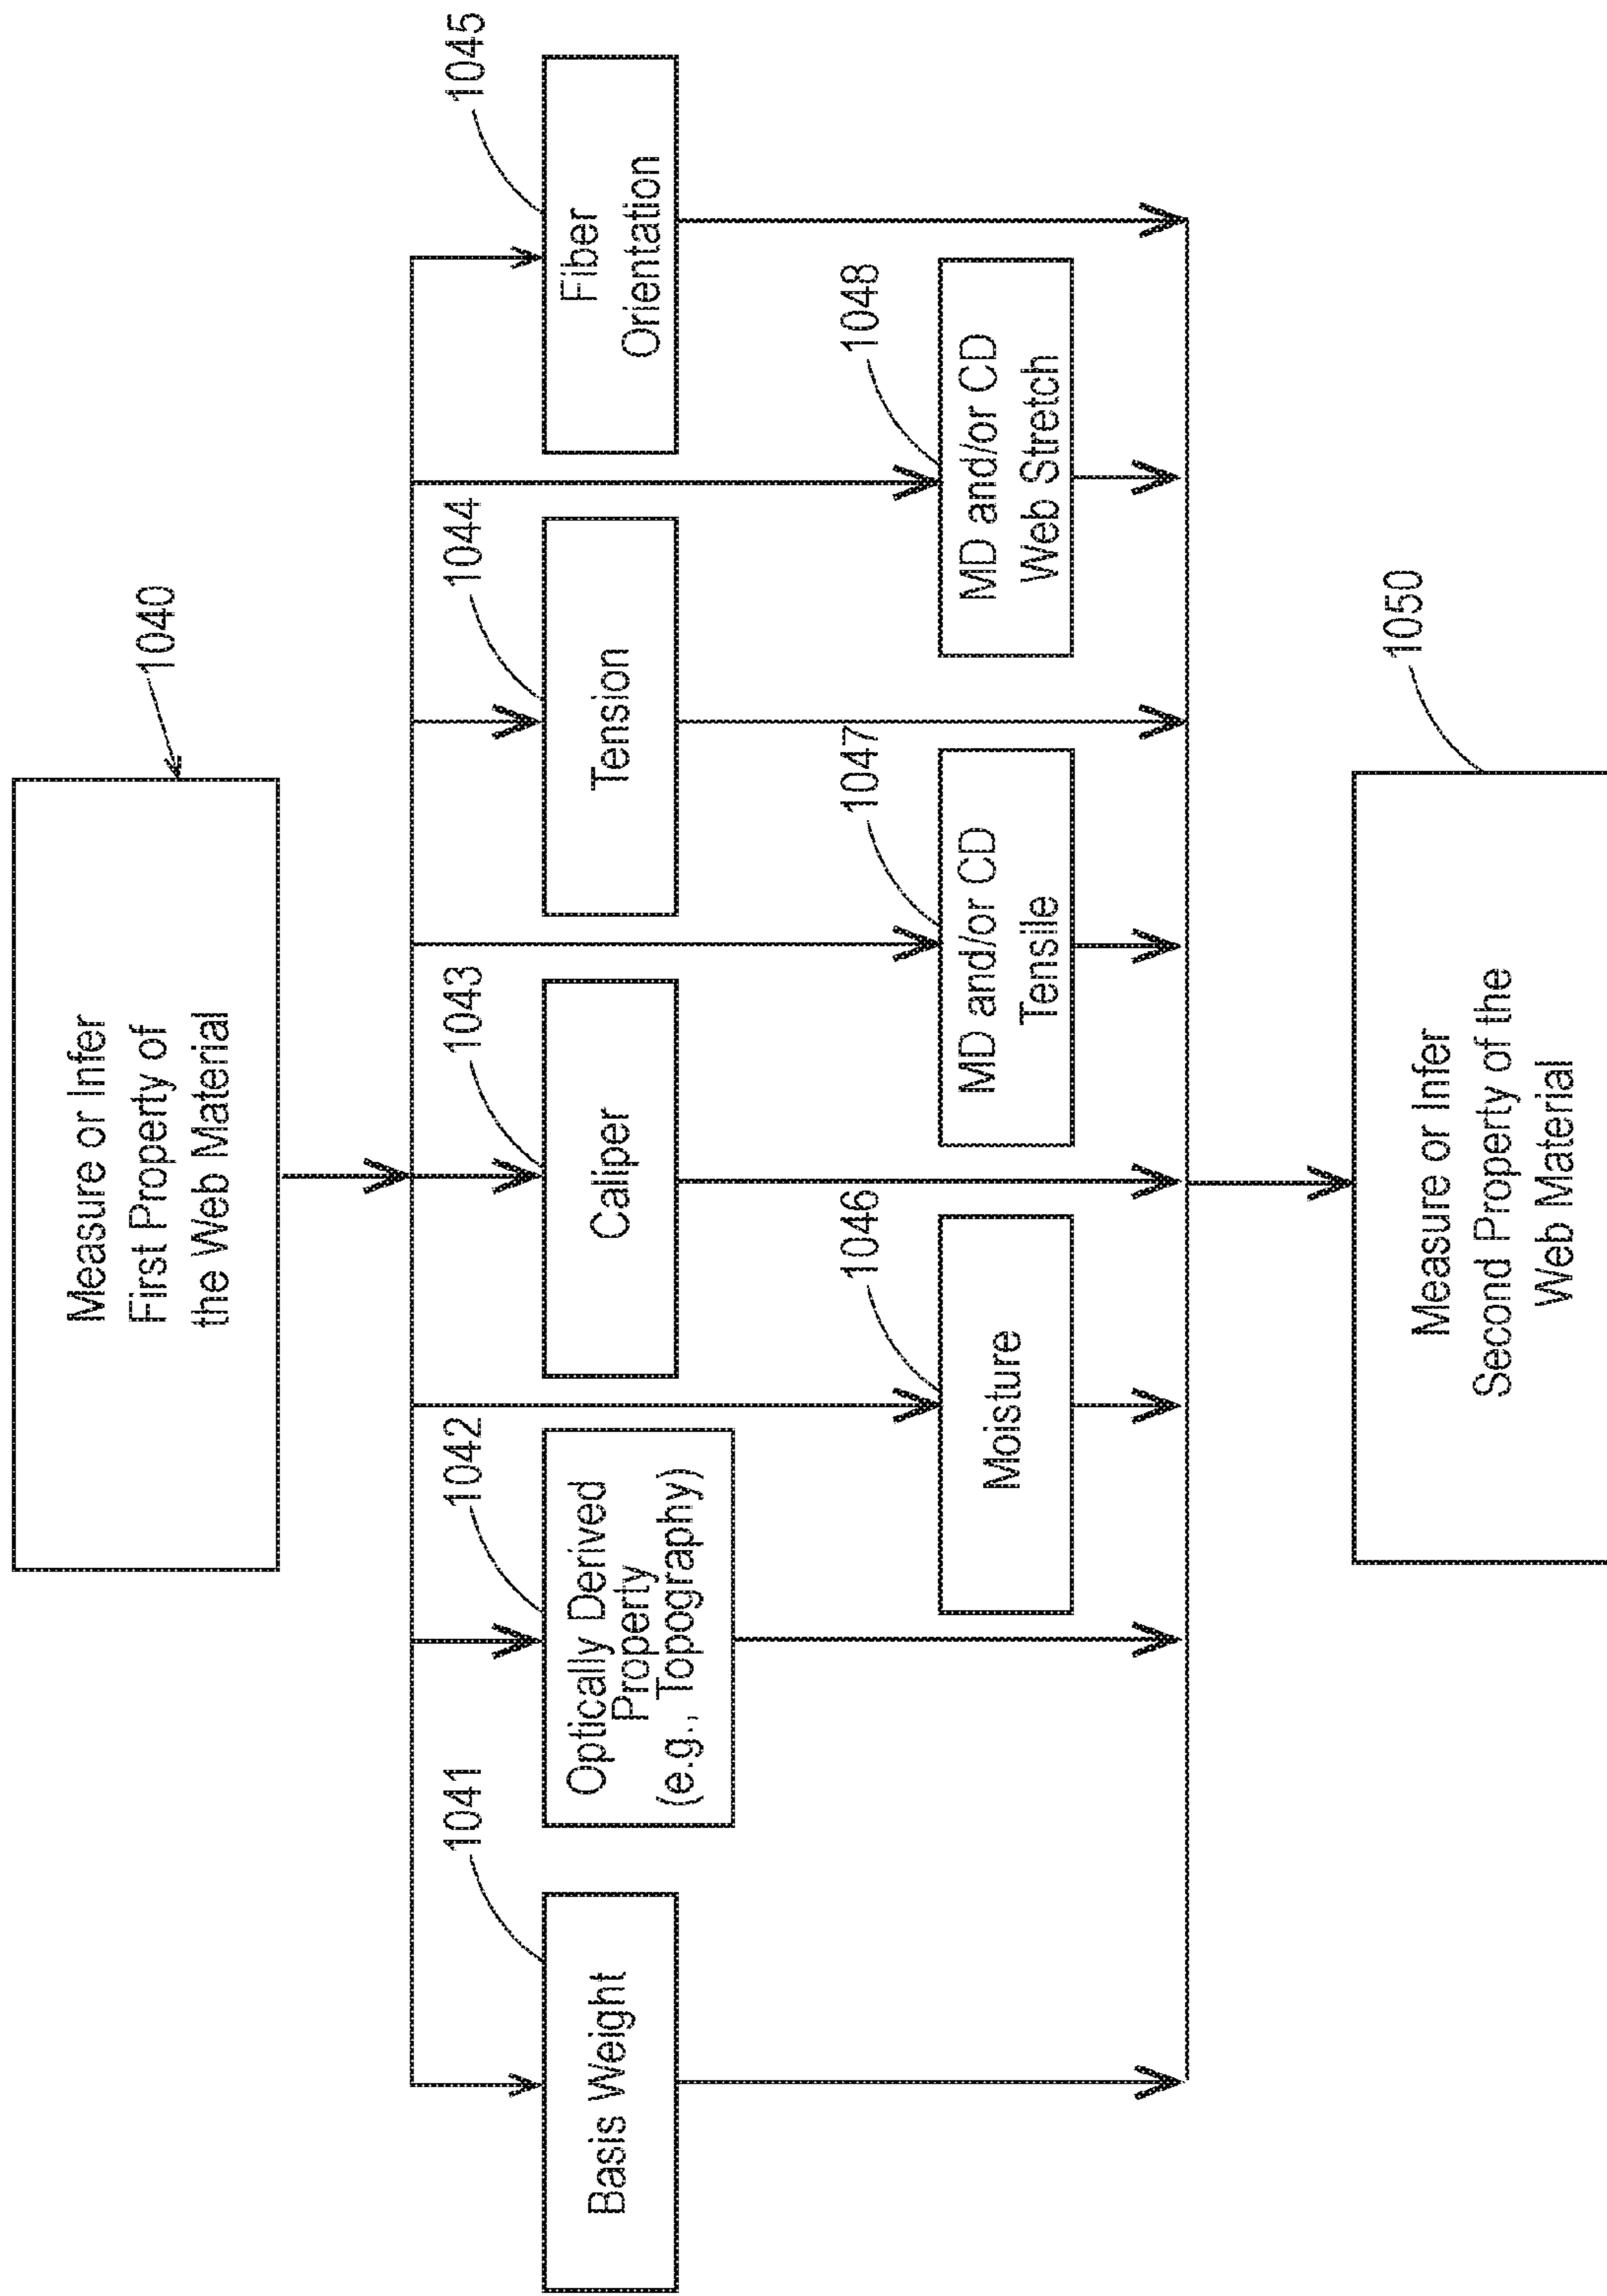 Measure or Infer
First Property of
the Web Material
1040
1041
1042
1043
1044
1045
Basis Weight
Optically Derived
Property
(e.g., Topography)
Caliper
Tension
Fiber
Orientation
1046
1047
1048
Moisture
MD and/or CD
Tensile
MD and/or CD
Web Stretch
1050
Measure or Infer
Second Property of the
Web Material